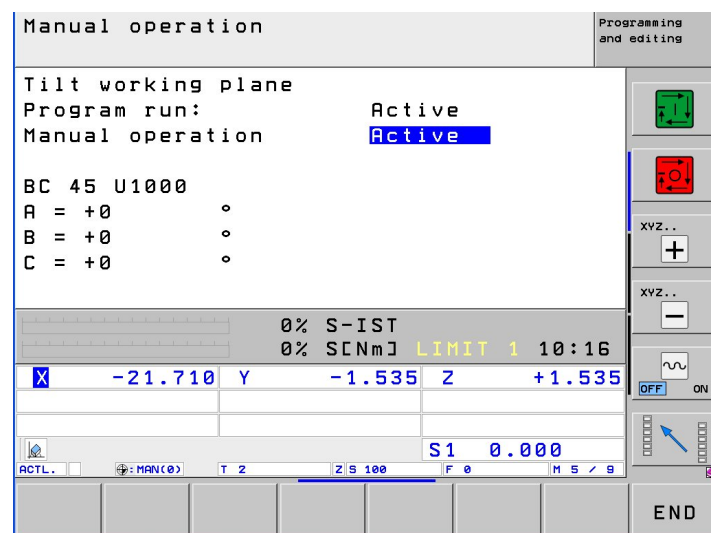 Manual operation
Programming
and editing
Tilt working plane
Program run: Active
Manual operation Active
BC 45 U1000
A = +0 °
B = +0 °
C = +0 °
XYZ..
+
XYZ..
−
0% S-IST
0% S[Nm] LIMIT 1 10:16
X -21.710 Y -1.535 Z +1.535
OFF ON
S1 0.000
ACTL. :MAN(0) T 2 Z S 100 F 0 M 5 / 9
END